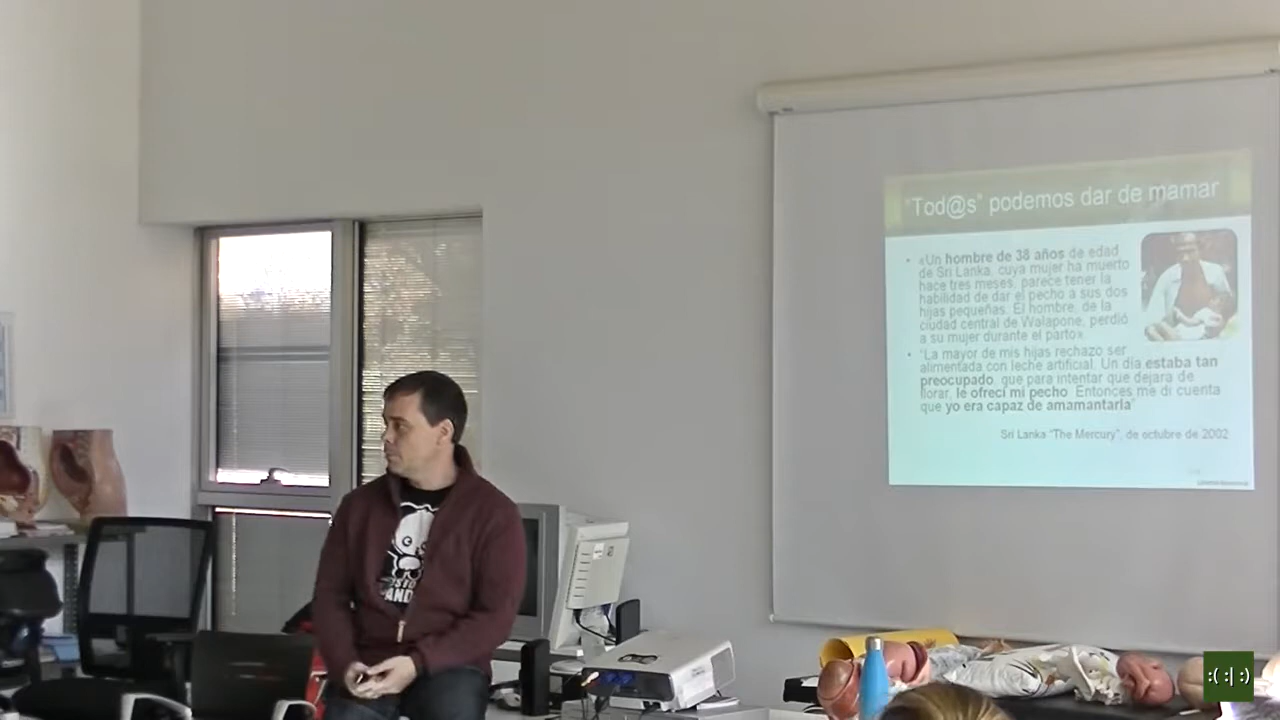 "Tod@s" podemos dar de mamar
• «Un hombre de 38 años de edad
de Sri Lanka, cuya mujer ha muerto
hace tres meses, parece tener la
habilidad de dar el pecho a sus dos
hijas pequeñas. El hombre, de la
ciudad central de Walapone, perdió
a su mujer durante el parto».
• "La mayor de mis hijas rechazo ser
alimentada con leche artificial. Un día estaba tan
preocupado, que para intentar que dejara de
llorar, le ofrecí mi pecho. Entonces me di cuenta
que yo era capaz de amamantarla"
Sri Lanka "The Mercury", de octubre de 2002
:( | :)